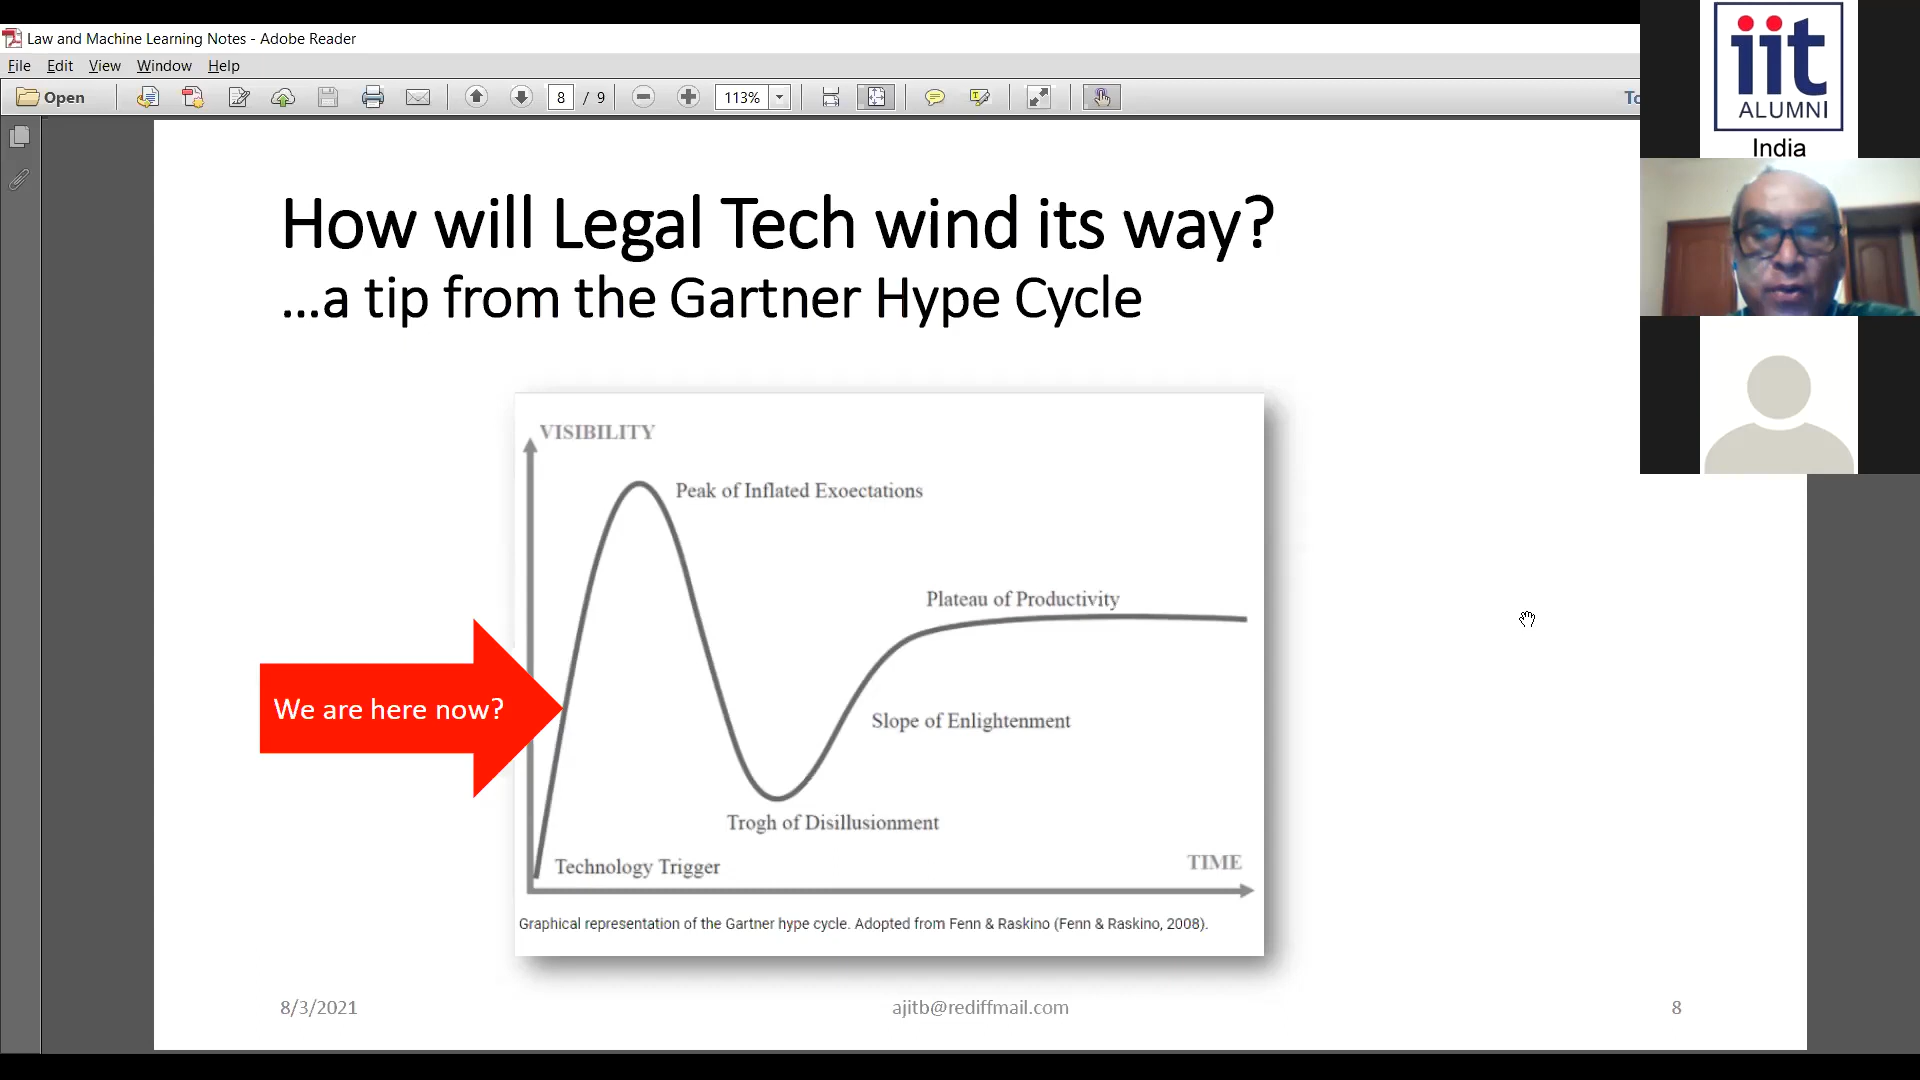 Law and Machine Learning Notes - Adobe Reader
File Edit View Window Help
Open 8 / 9 113%
iit
ALUMNI
India
How will Legal Tech wind its way?
...a tip from the Gartner Hype Cycle
VISIBILITY
Peak of Inflated Exoectations
Plateau of Productivity
We are here now?
Slope of Enlightenment
Trogh of Disillusionment
Technology Trigger
TIME
Graphical representation of the Gartner hype cycle. Adopted from Fenn & Raskino (Fenn & Raskino, 2008).
8/3/2021 ajitb@rediffmail.com 8